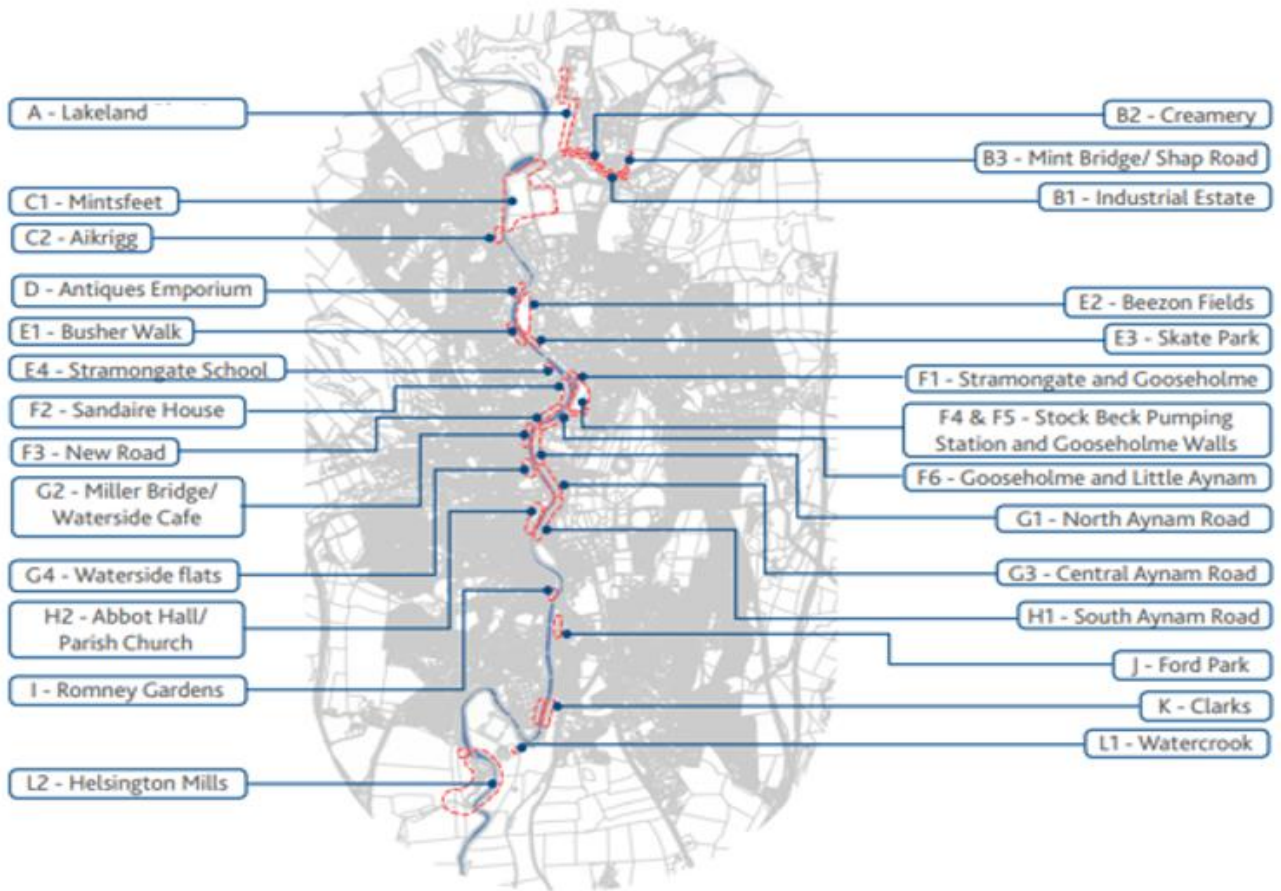 A - Lakeland
C1 - Mintsfeet
C2 - Aikrigg
D - Antiques Emporium
E1 - Busher Walk
E4 - Stramongate School
F2 - Sandaire House
F3 - New Road
G2 - Miller Bridge/
Waterside Cafe
G4 - Waterside flats
H2 - Abbot Hall/
Parish Church
I - Romney Gardens
L2 - Helsington Mills
B2 - Creamery
B3 - Mint Bridge/ Shap Road
B1 - Industrial Estate
E2 - Beezon Fields
E3 - Skate Park
F1 - Stramongate and Gooseholme
F4 & F5 - Stock Beck Pumping
Station and Gooseholme Walls
F6 - Gooseholme and Little Aynam
G1 - North Aynam Road
G3 - Central Aynam Road
H1 - South Aynam Road
J - Ford Park
K - Clarks
L1 - Watercrook